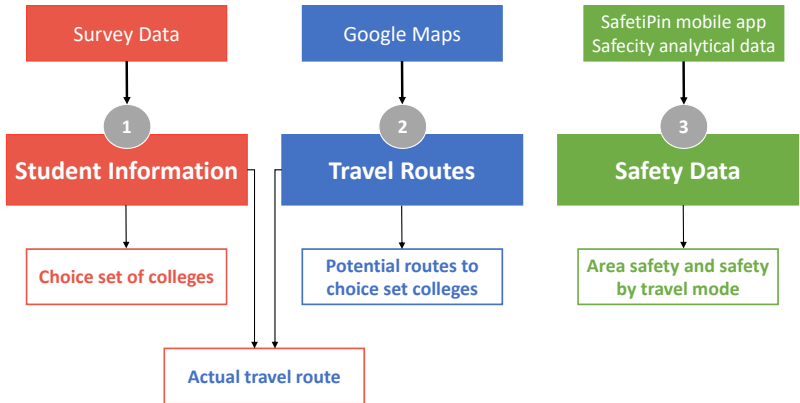 Survey Data
Google Maps
SafetiPin mobile app
Safecity analytical data
1
2
3
Student Information
Travel Routes
Safety Data
Choice set of colleges
Potential routes to
choice set colleges
Area safety and safety
by travel mode
Actual travel route